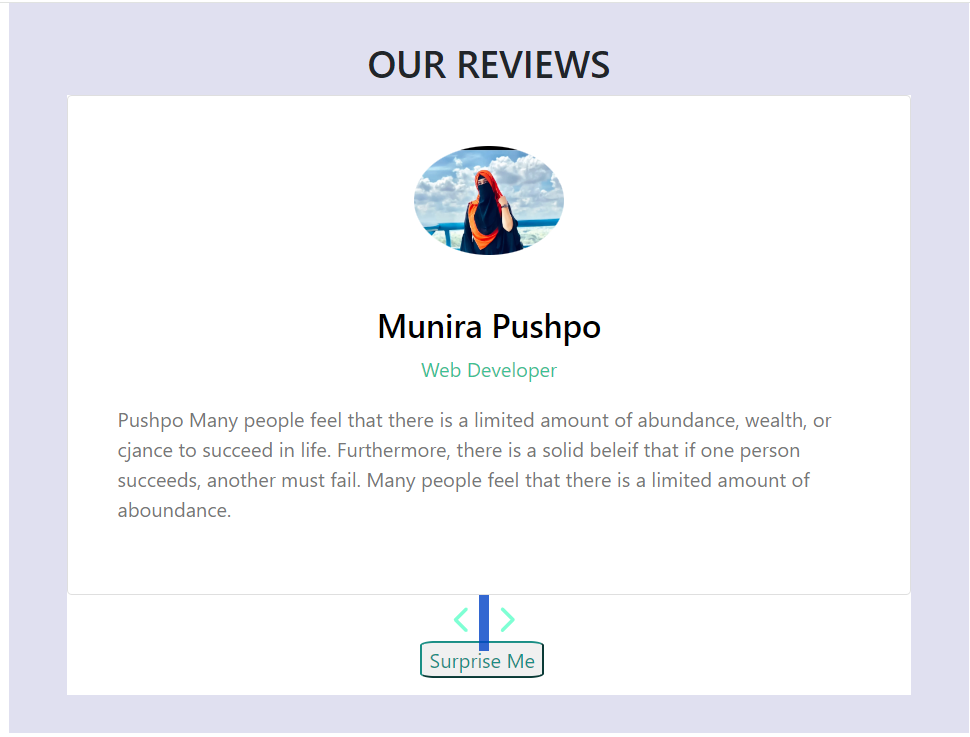 OUR REVIEWS
Munira Pushpo
Web Developer
Pushpo Many people feel that there is a limited amount of abundance, wealth, or
cjance to succeed in life. Furthermore, there is a solid beleif that if one person
succeeds, another must fail. Many people feel that there is a limited amount of
aboundance.
Surprise Me